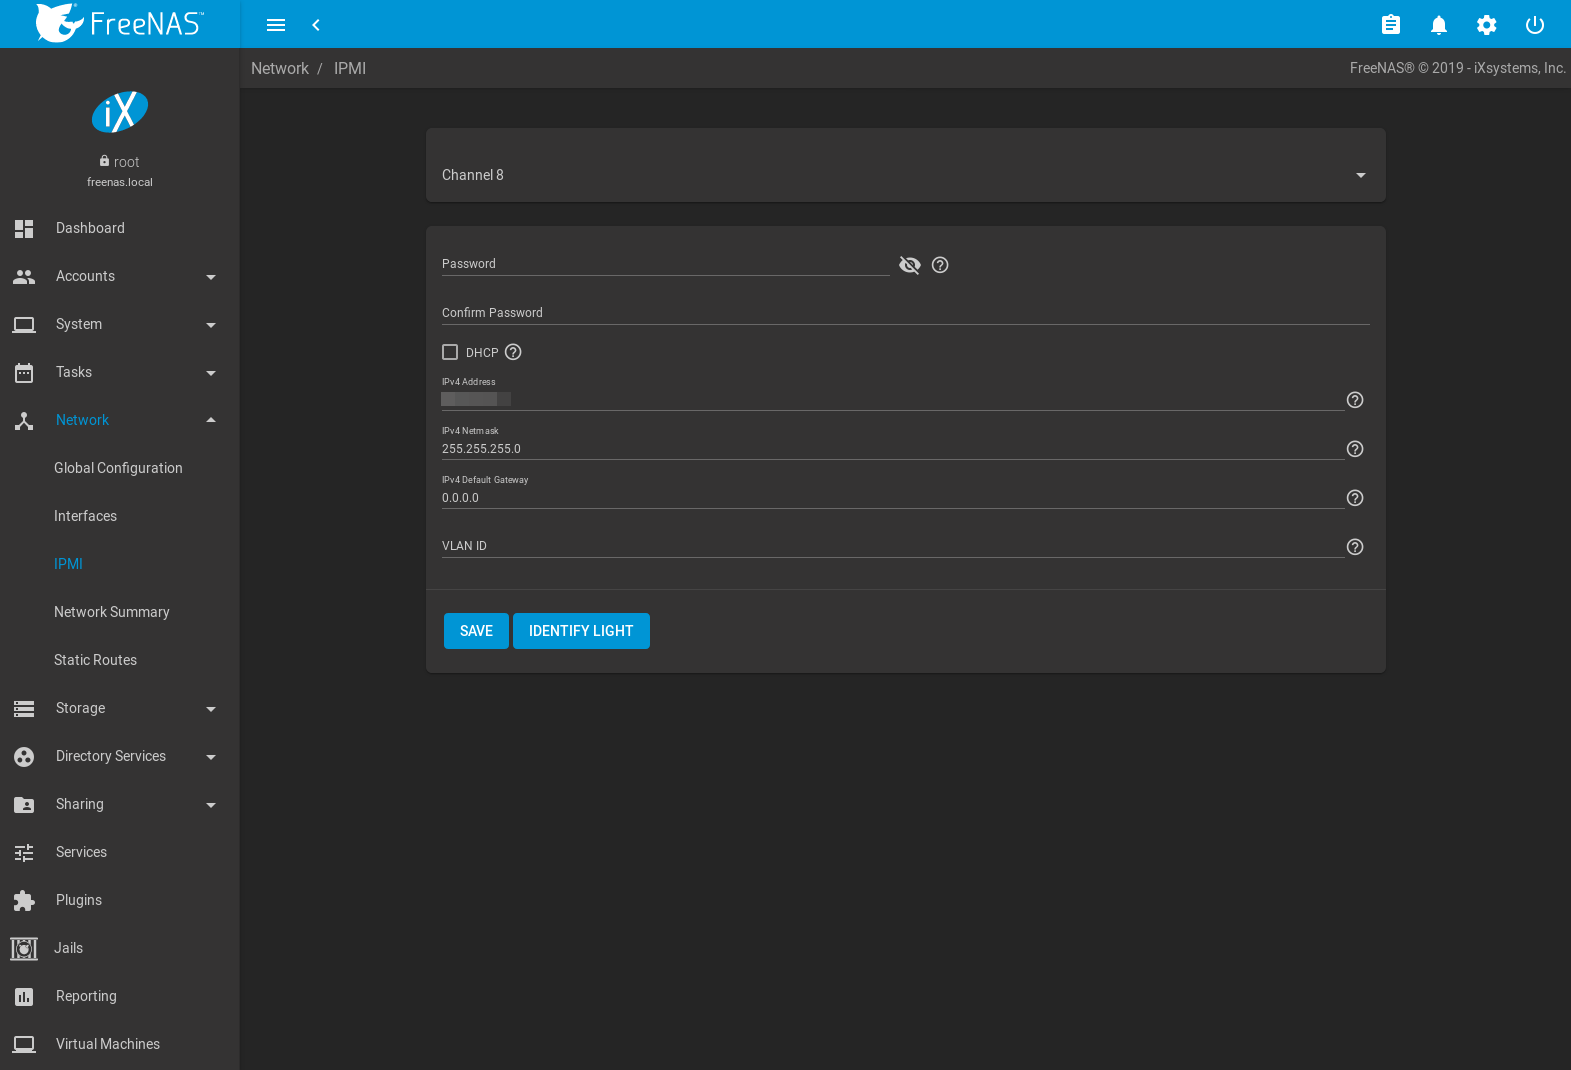 FreeNAS™
Network / IPMI
FreeNAS® © 2019 - iXsystems, Inc.
iX
root
freenas.local
Dashboard
Accounts
System
Tasks
Network
Global Configuration
Interfaces
IPMI
Network Summary
Static Routes
Storage
Directory Services
Sharing
Services
Plugins
Jails
Reporting
Virtual Machines
Channel 8
Password
Confirm Password
DHCP
IPv4 Address
IPv4 Netmask
255.255.255.0
IPv4 Default Gateway
0.0.0.0
VLAN ID
SAVE
IDENTIFY LIGHT